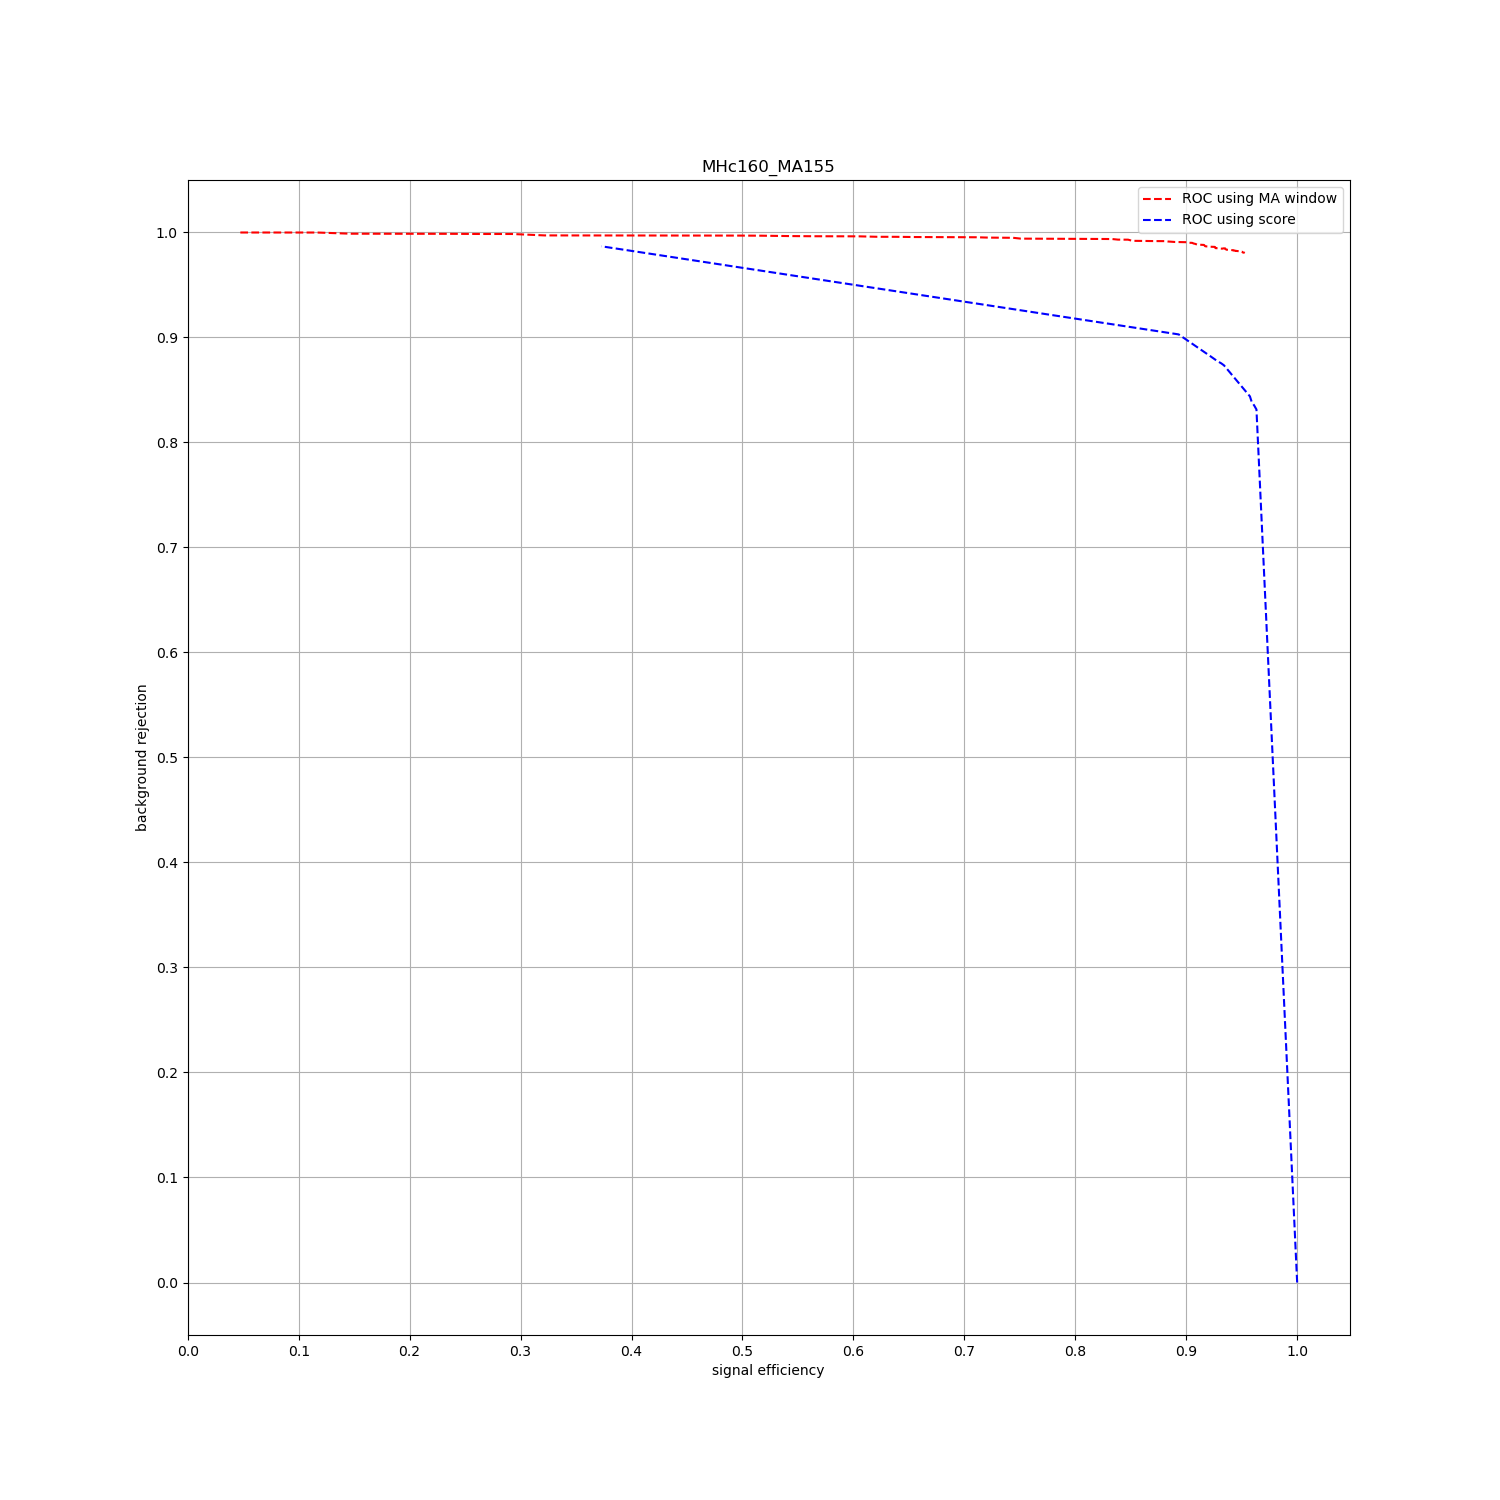 MHc160_MA155
ROC using MA window
ROC using score
1.0
0.9
0.8
0.7
0.6
0.5
0.4
0.3
0.2
0.1
0.0
background rejection
0.0 0.1 0.2 0.3 0.4 0.5 0.6 0.7 0.8 0.9 1.0
signal efficiency